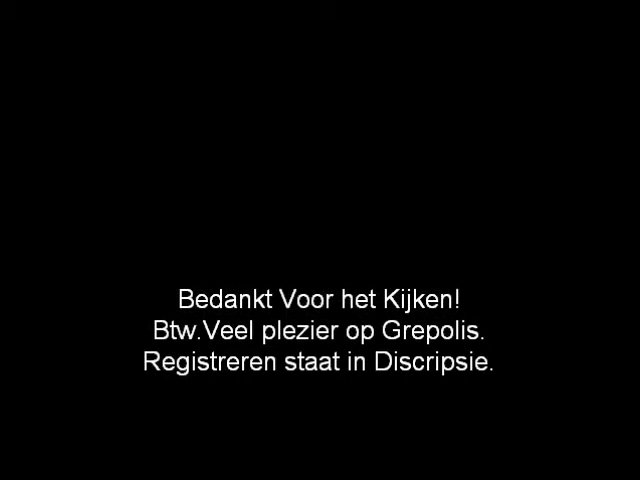 Bedankt Voor het Kijken!
Btw.Veel plezier op Grepolis.
Registreren staat in Discripsie.